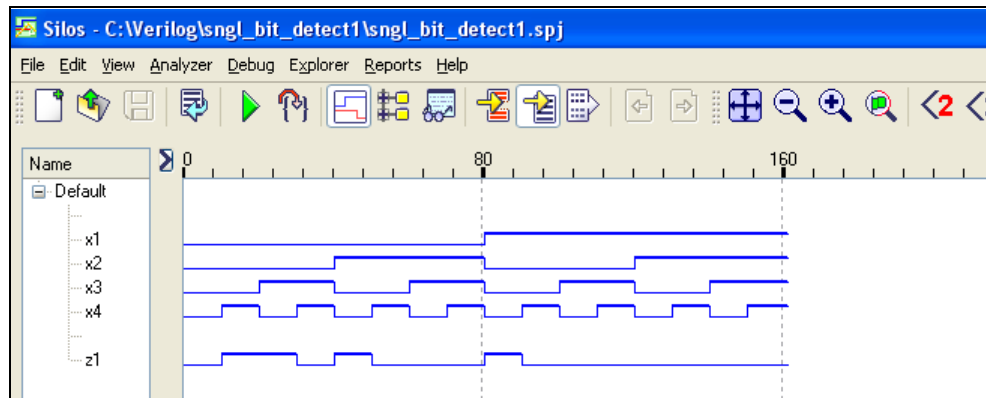 Silos - C:\Verilog\sngl_bit_detect1\sngl_bit_detect1.spj
File Edit View Analyzer Debug Explorer Reports Help
Name 0 80 160
Default
x1
x2
x3
x4
z1